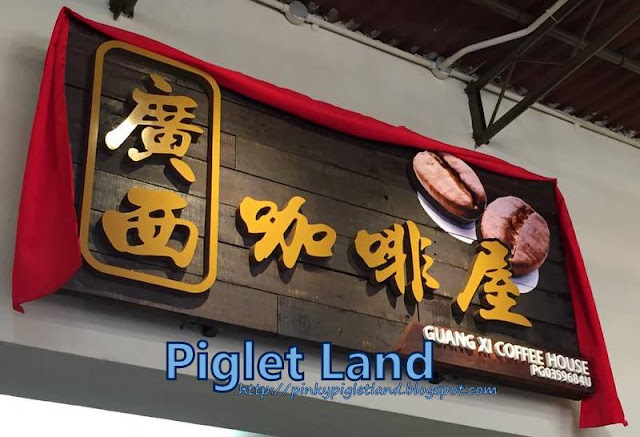 廣西
咖啡屋
GUANG XI COFFEE HOUSE
PG0359684U
Piglet Land
http://pinkypigletland.blogspot.com